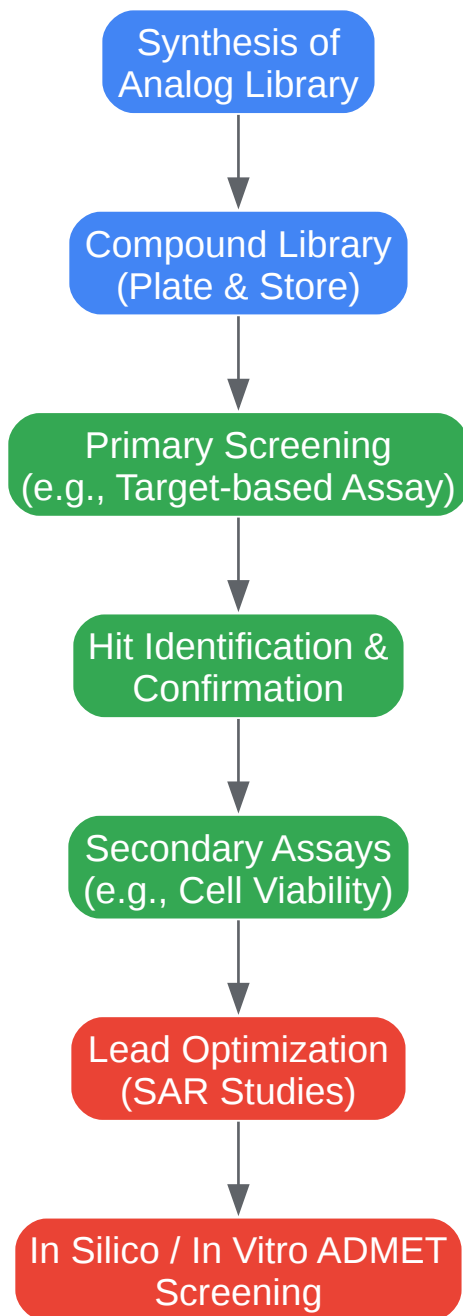 Synthesis of
Analog Library
Compound Library
(Plate & Store)
Primary Screening
(e.g., Target-based Assay)
Hit Identification &
Confirmation
Secondary Assays
(e.g., Cell Viability)
Lead Optimization
(SAR Studies)
In Silico / In Vitro ADMET
Screening